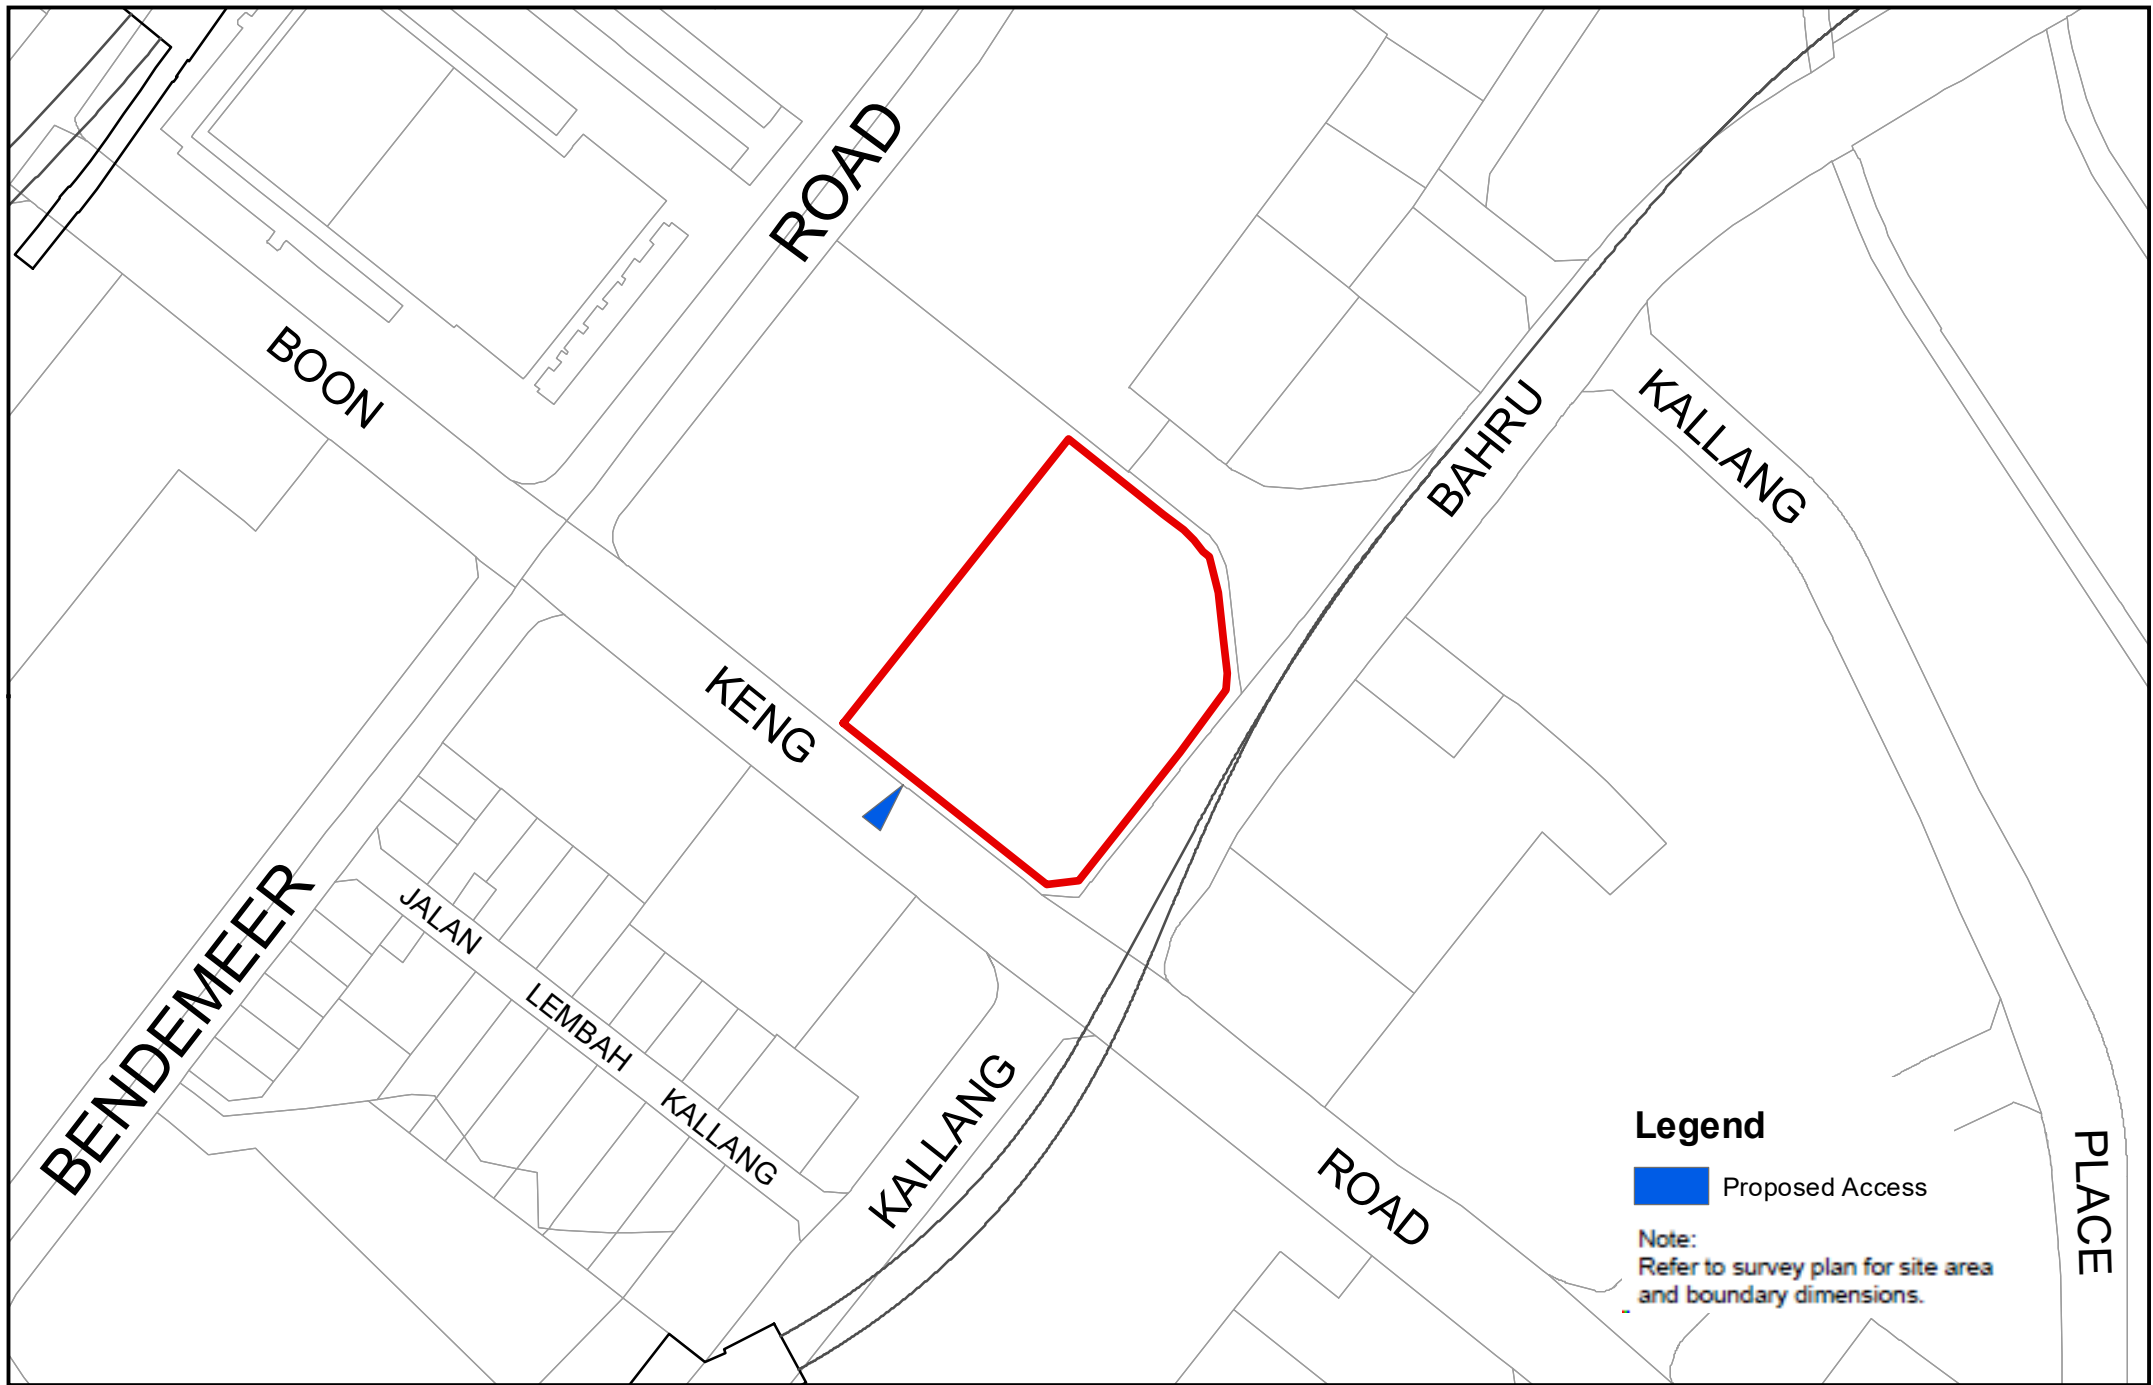 ROAD
BOON
BAHRU
KALLANG
KENG
BENDEMEER
JALAN
LEMBAH
KALLANG
KALLANG
ROAD
PLACE
Legend
Proposed Access
Note:
Refer to survey plan for site area
and boundary dimensions.